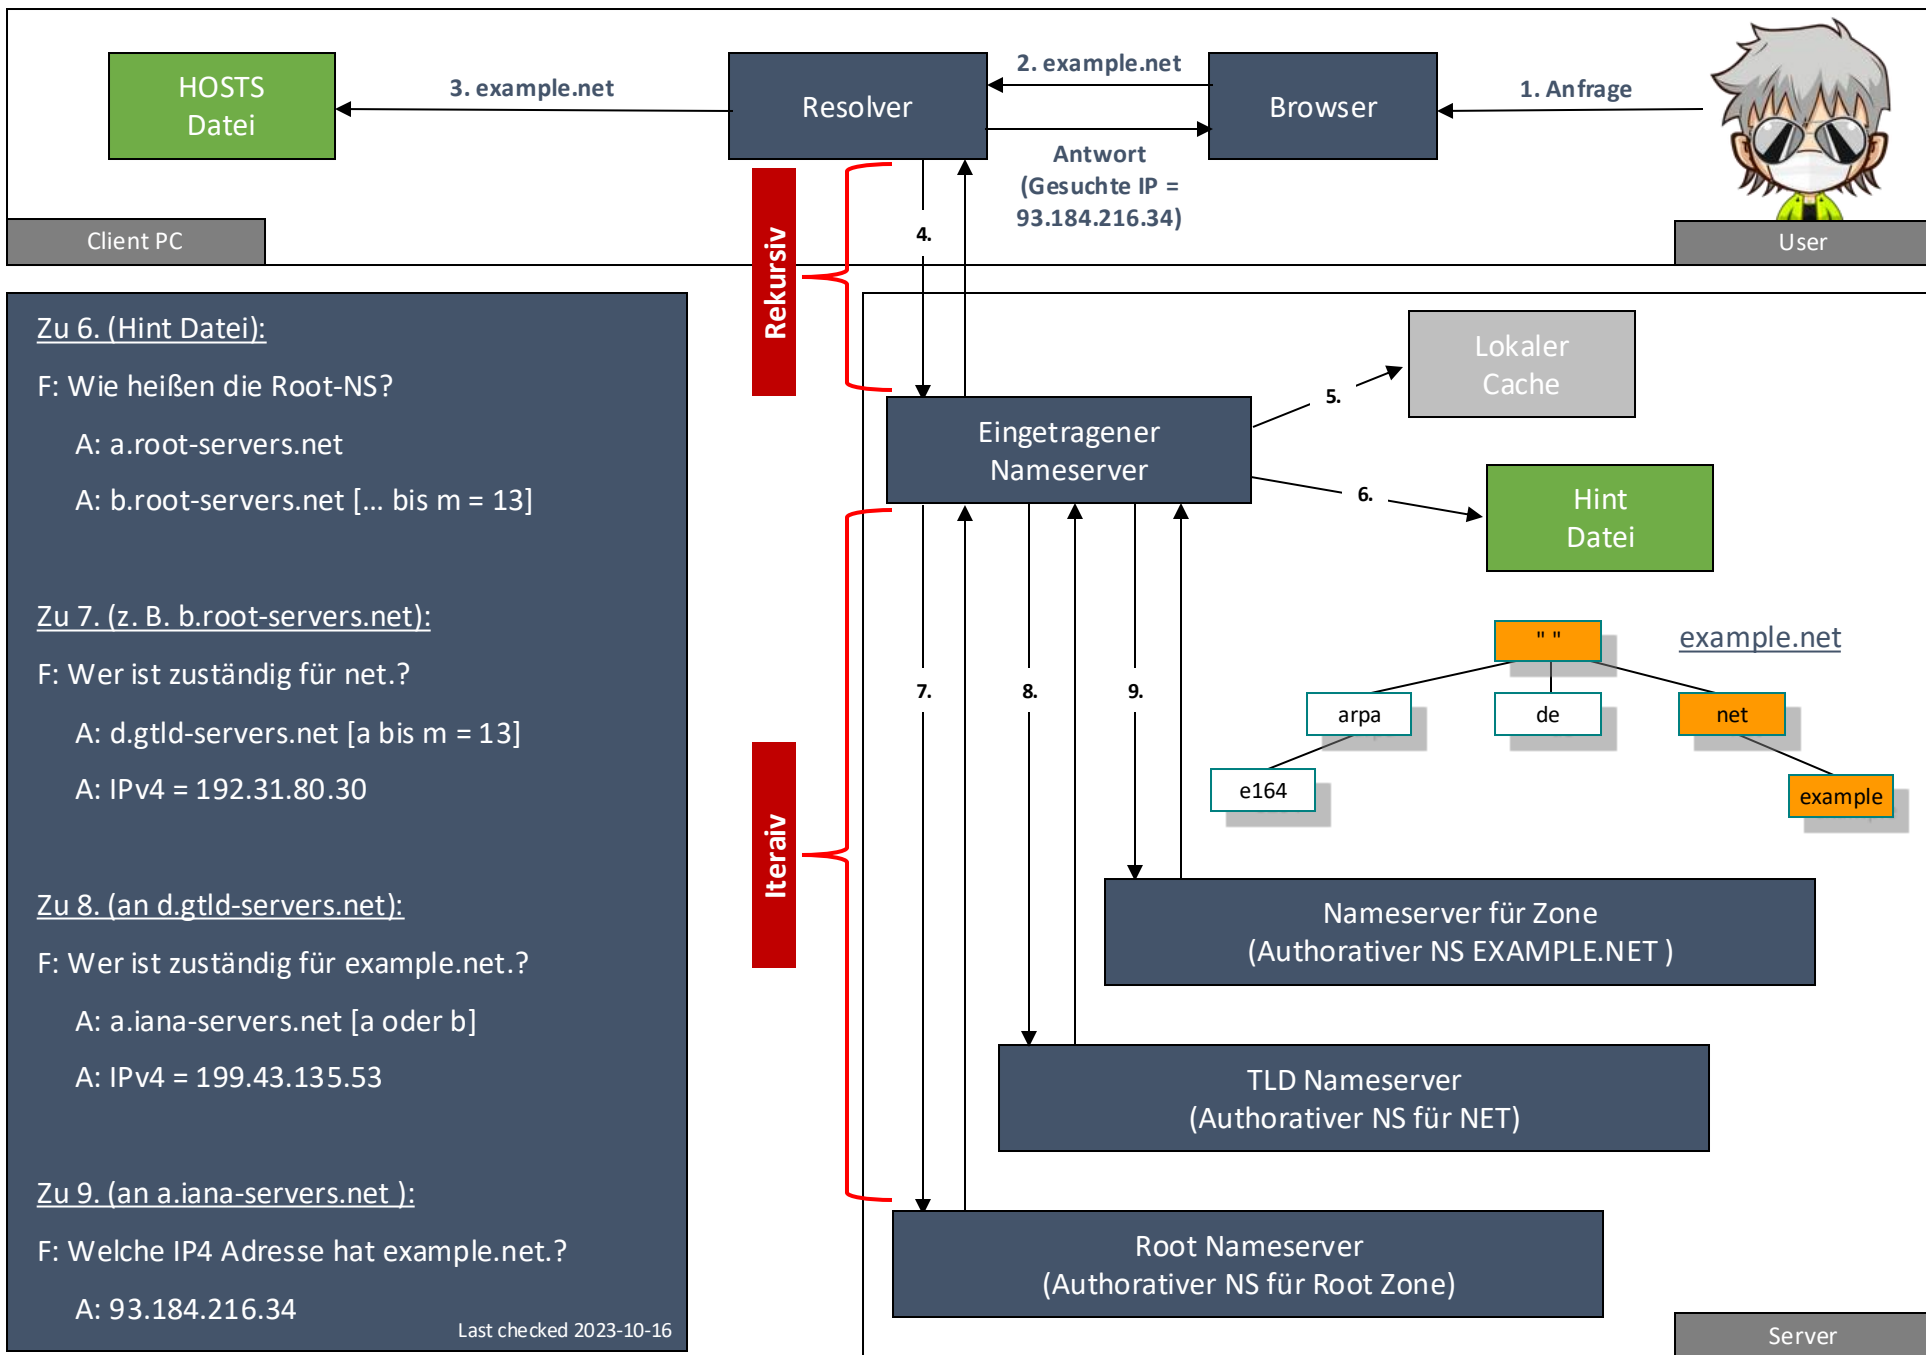 HOSTS
Datei
3. example.net
Resolver
2. example.net
Antwort
(Gesuchte IP =
93.184.216.34)
Browser
1. Anfrage
Client PC
User
4.
Rekursiv
Zu 6. (Hint Datei):
F: Wie heißen die Root-NS?
A: a.root-servers.net
A: b.root-servers.net [... bis m = 13]
Zu 7. (z. B. b.root-servers.net):
F: Wer ist zuständig für net.?
A: d.gtld-servers.net [a bis m = 13]
A: IPv4 = 192.31.80.30
Zu 8. (an d.gtld-servers.net):
F: Wer ist zuständig für example.net.?
A: a.iana-servers.net [a oder b]
A: IPv4 = 199.43.135.53
Zu 9. (an a.iana-servers.net ):
F: Welche IP4 Adresse hat example.net.?
A: 93.184.216.34
Last checked 2023-10-16
Eingetragener
Nameserver
5.
Lokaler
Cache
6.
Hint
Datei
Iteraiv
7.
8.
9.
" "
example.net
arpa
de
net
e164
example
Nameserver für Zone
(Authorativer NS EXAMPLE.NET )
TLD Nameserver
(Authorativer NS für NET)
Root Nameserver
(Authorativer NS für Root Zone)
Server